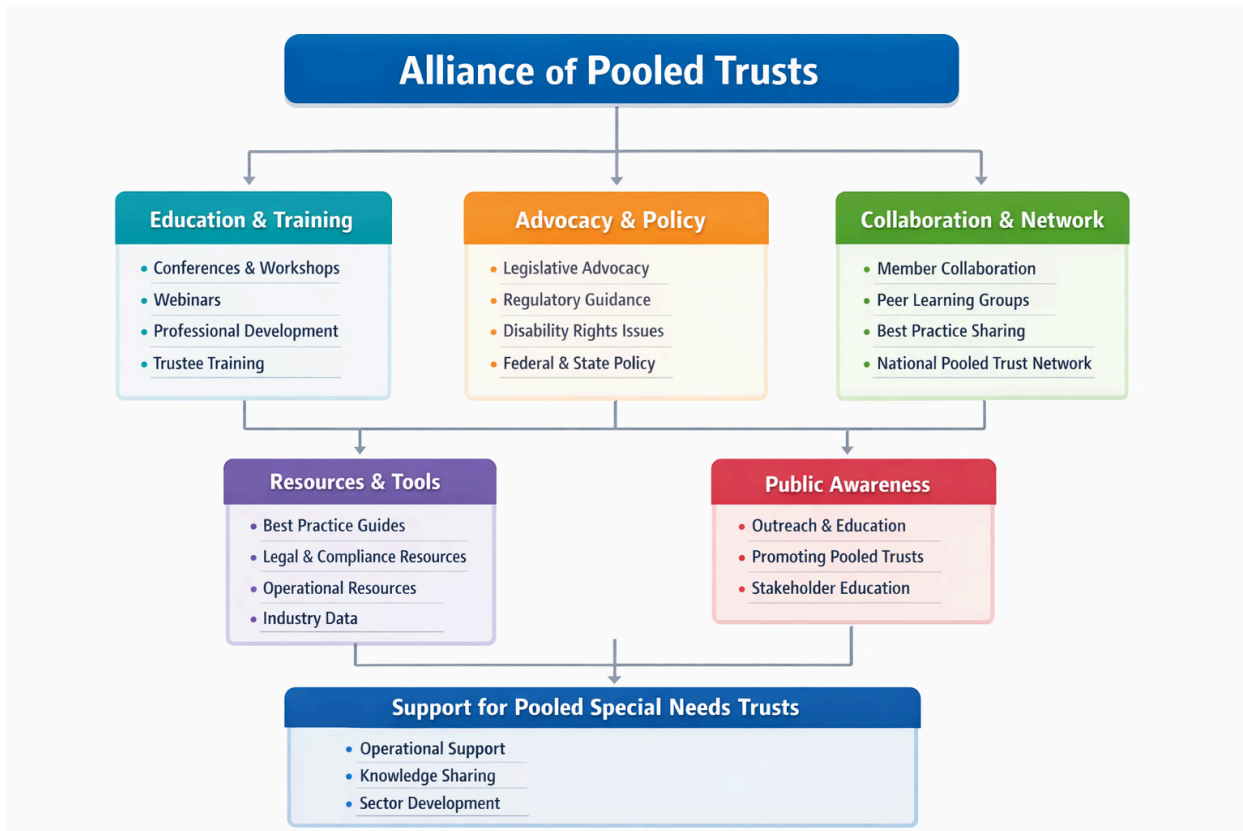 Alliance of Pooled Trusts
Education & Training
• Conferences & Workshops
• Webinars
• Professional Development
• Trustee Training
Advocacy & Policy
• Legislative Advocacy
• Regulatory Guidance
• Disability Rights Issues
• Federal & State Policy
Collaboration & Network
• Member Collaboration
• Peer Learning Groups
• Best Practice Sharing
• National Pooled Trust Network
Resources & Tools
• Best Practice Guides
• Legal & Compliance Resources
• Operational Resources
• Industry Data
Public Awareness
• Outreach & Education
• Promoting Pooled Trusts
• Stakeholder Education
Support for Pooled Special Needs Trusts
• Operational Support
• Knowledge Sharing
• Sector Development